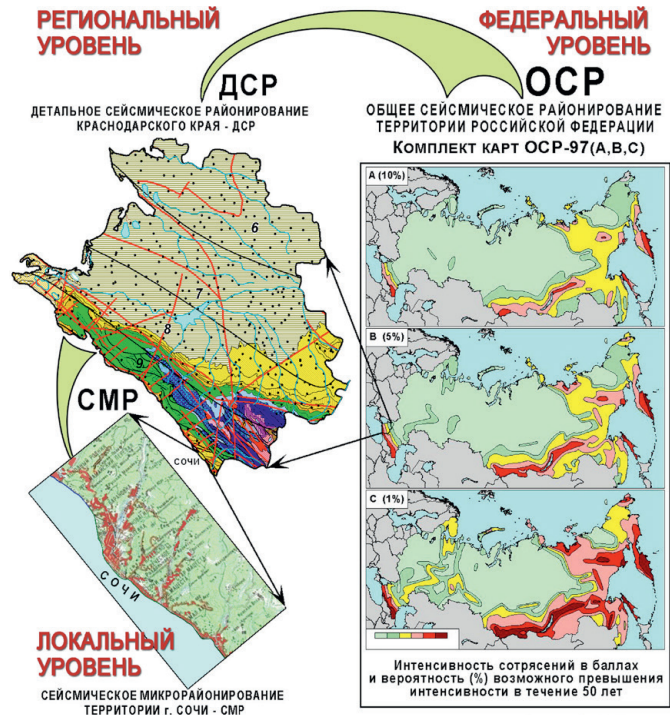 РЕГИОНАЛЬНЫЙ
УРОВЕНЬ
ФЕДЕРАЛЬНЫЙ
УРОВЕНЬ
ДСР
ДЕТАЛЬНОЕ СЕЙСМИЧЕСКОЕ РАЙОНИРОВАНИЕ
КРАСНОДАРСКОГО КРАЯ - ДСР
ОСР
ОБЩЕЕ СЕЙСМИЧЕСКОЕ РАЙОНИРОВАНИЕ
ТЕРРИТОРИИ РОССИЙСКОЙ ФЕДЕРАЦИИ
КОМПЛЕКТ КАРТ ОСР-97(А,В,С)
А (10%)
В (5%)
С (1%)
6
8
9
СМР
СОЧИ
СОЧИ
ЛОКАЛЬНЫЙ
УРОВЕНЬ
СЕЙСМИЧЕСКОЕ МИКРОРАЙОНИРОВАНИЕ
ТЕРРИТОРИИ г. СОЧИ - СМР
Интенсивность сотрясений в баллах
и вероятность (%) возможного превышения
интенсивности в течение 50 лет